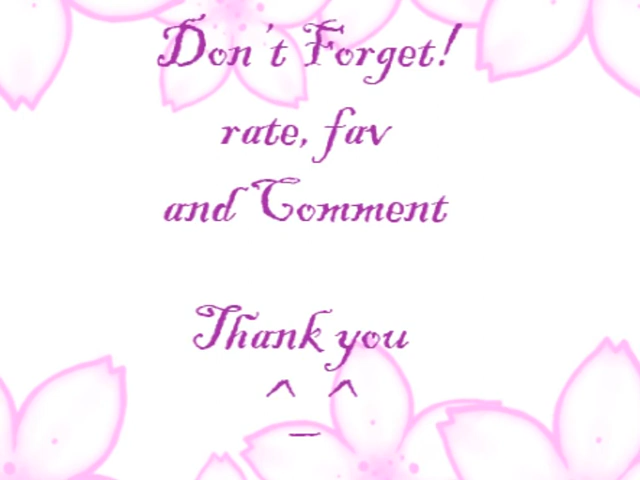 Don't Forget!
rate, fav
and Comment
Thank you
^ ^
_